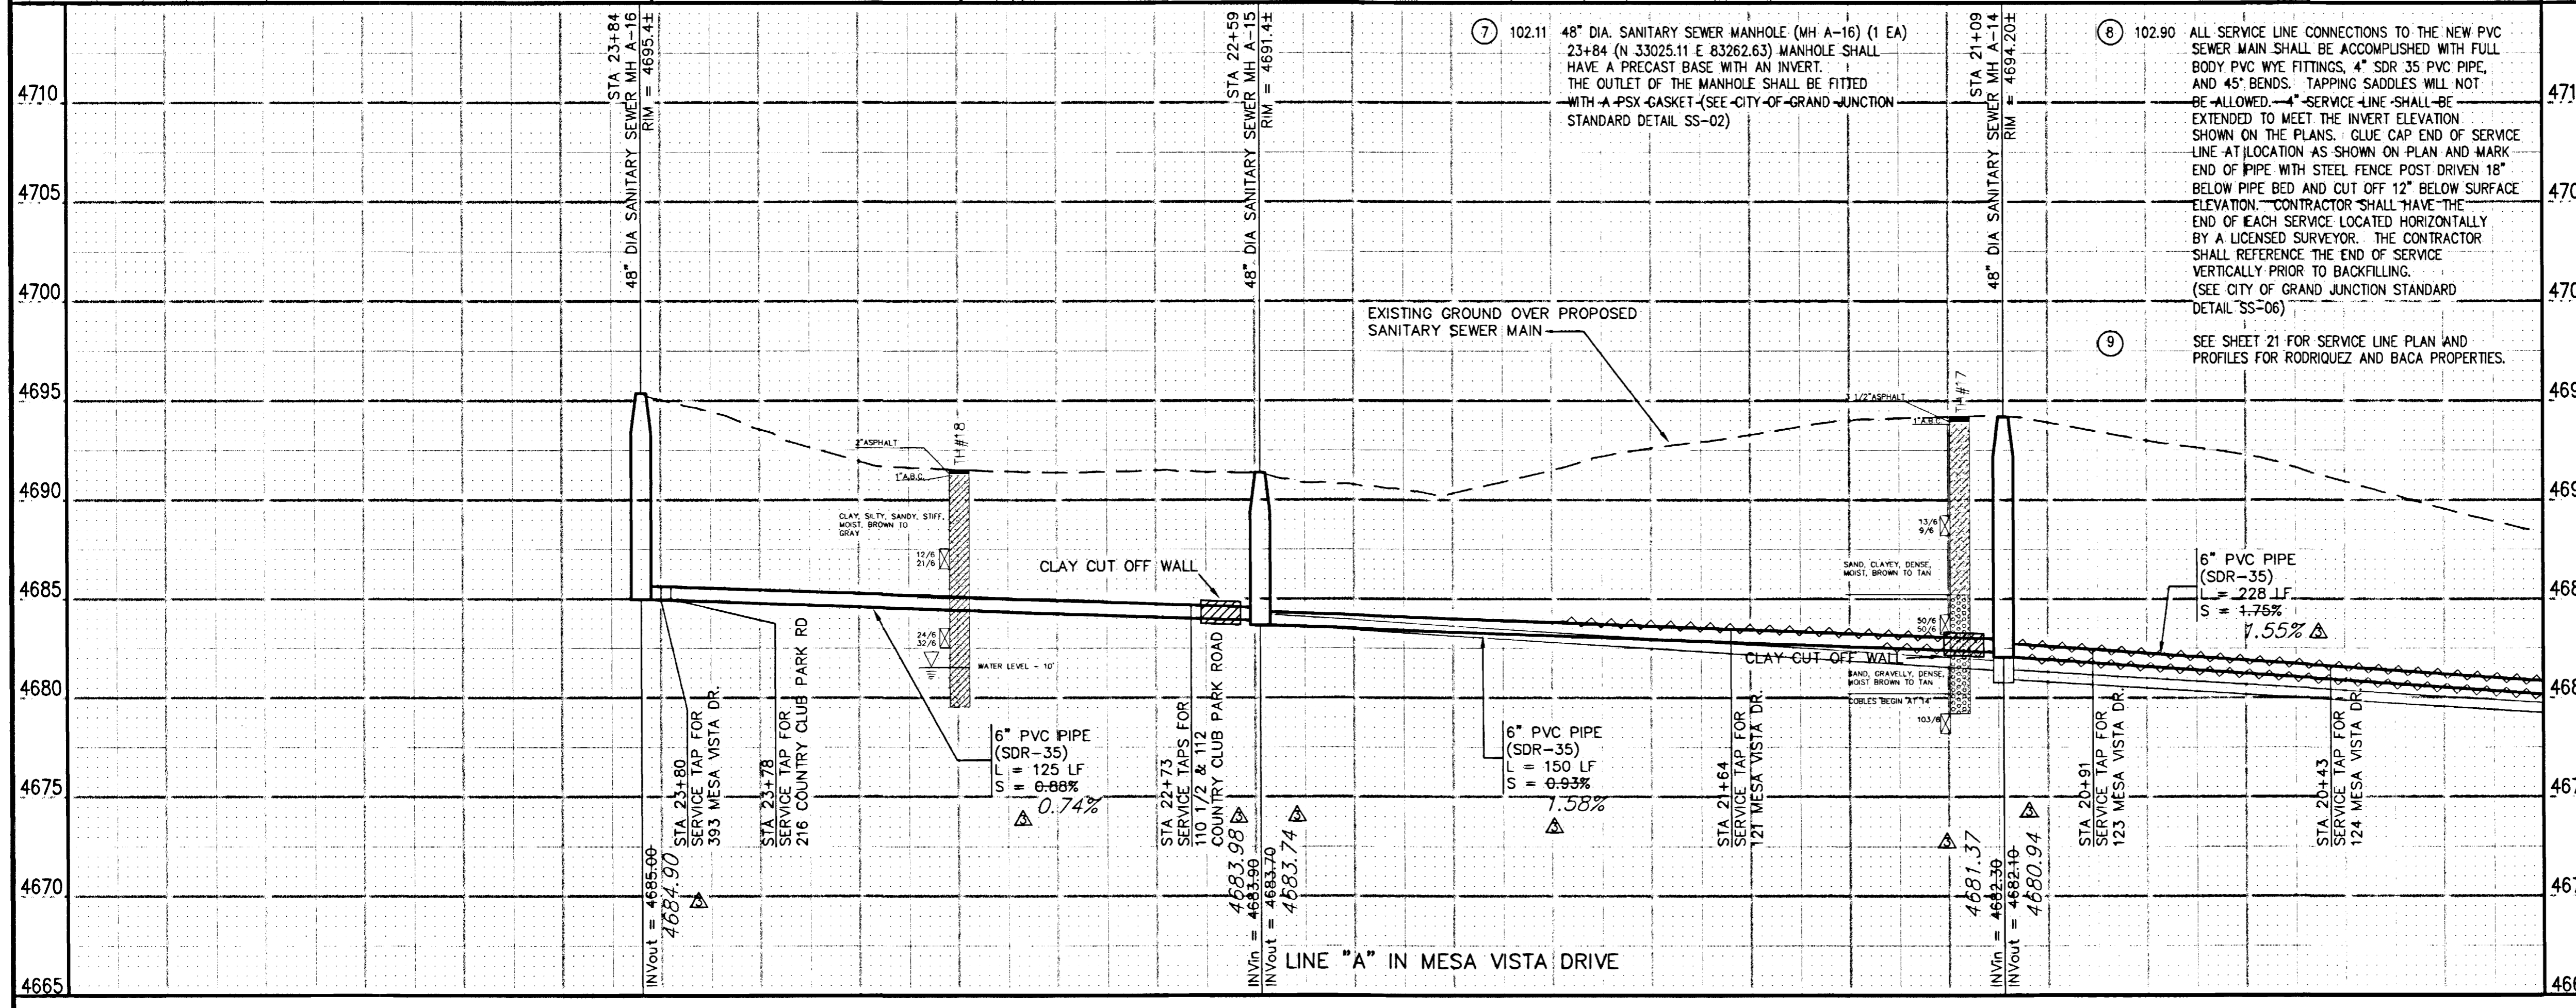 4710
4705
4700
4695
4690
4685
4680
4675
4670
4665
STA 23+84
48" DIA SANITARY SEWER MH A-16
RIM = 4695.4±
STA 22+59
48" DIA. SANITARY SEWER MH A-15
RIM = 4691.4±
STA 21+09
48" DIA SANITARY SEWER MH A-14
RIM = 4694.20±
7 102.11 48" DIA. SANITARY SEWER MANHOLE (MH A-16) (1 EA)
23+84 (N 33025.11 E 83262.63) MANHOLE SHALL
HAVE A PRECAST BASE WITH AN INVERT.
THE OUTLET OF THE MANHOLE SHALL BE FITTED
WITH A PSX GASKET (SEE CITY OF GRAND JUNCTION
STANDARD DETAIL SS-02)
8 102.90 ALL SERVICE LINE CONNECTIONS TO THE NEW PVC
SEWER MAIN SHALL BE ACCOMPLISHED WITH FULL
BODY PVC WYE FITTINGS, 4" SDR 35 PVC PIPE,
AND 45° BENDS. TAPPING SADDLES WILL NOT
BE ALLOWED. 4" SERVICE LINE SHALL BE
EXTENDED TO MEET THE INVERT ELEVATION
SHOWN ON THE PLANS. GLUE CAP END OF SERVICE
LINE AT LOCATION AS SHOWN ON PLAN AND MARK
END OF PIPE WITH STEEL FENCE POST DRIVEN 18"
BELOW PIPE BED AND CUT OFF 12" BELOW SURFACE
ELEVATION. CONTRACTOR SHALL HAVE THE
END OF EACH SERVICE LOCATED HORIZONTALLY
BY A LICENSED SURVEYOR. THE CONTRACTOR
SHALL REFERENCE THE END OF SERVICE
VERTICALLY PRIOR TO BACKFILLING.
(SEE CITY OF GRAND JUNCTION STANDARD
DETAIL SS-06)
9 SEE SHEET 21 FOR SERVICE LINE PLAN AND
PROFILES FOR RODRIQUEZ AND BACA PROPERTIES.
EXISTING GROUND OVER PROPOSED
SANITARY SEWER MAIN
2" ASPHALT
1" A.B.C.
TH #18
CLAY, SILTY, SANDY, STIFF,
MOIST, BROWN TO
GRAY
12/6
21/6
24/6
32/6
WATER LEVEL - 10'
CLAY CUT OFF WALL
3 1/2" ASPHALT
1" A.B.C.
TH #17
13/6
9/6
SAND, CLAYEY, DENSE,
MOIST, BROWN TO TAN
50/6
50/6
CLAY CUT OFF WALL
SAND, GRAVELLY, DENSE,
MOIST BROWN TO TAN
COBLES BEGIN AT 14'
103/6
6" PVC PIPE
(SDR-35)
L = 228 LF
S = 1.75%
1.55% 3
6" PVC PIPE
(SDR-35)
L = 125 LF
S = 0.88%
0.74%
3
6" PVC PIPE
(SDR-35)
L = 150 LF
S = 0.93%
1.58%
3
STA 23+80
SERVICE TAP FOR
393 MESA VISTA DR.
STA 23+78
SERVICE TAP FOR
216 COUNTRY CLUB PARK RD
STA 22+73
SERVICE TAPS FOR
110 1/2 & 112
COUNTRY CLUB PARK ROAD
STA 21+64
SERVICE TAP FOR
121 MESA VISTA DR.
STA 20+91
SERVICE TAP FOR
123 MESA VISTA DR.
STA 20+43
SERVICE TAP FOR
124 MESA VISTA DR.
INVout = 4685.00
4684.90 3
4683.98 3
INVin = 4683.90
INVout = 4683.70
4683.74 3
4681.37 3
INVin = 4682.30
INVout = 4682.10
4680.94 3
LINE "A" IN MESA VISTA DRIVE